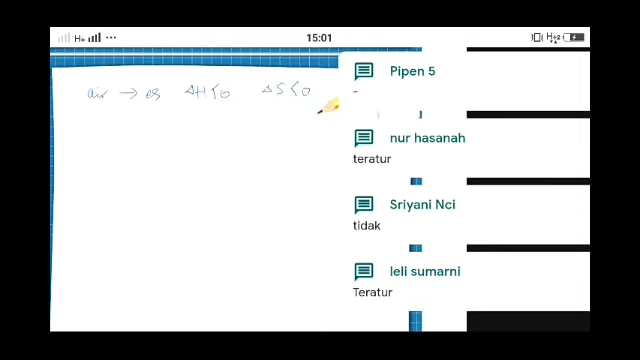 H+ 15:01 H+
Pipen 5
air → es ΔH<0 ΔS<0 -
nur hasanah
teratur
Sriyani Nci
tidak
leli sumarni
Teratur